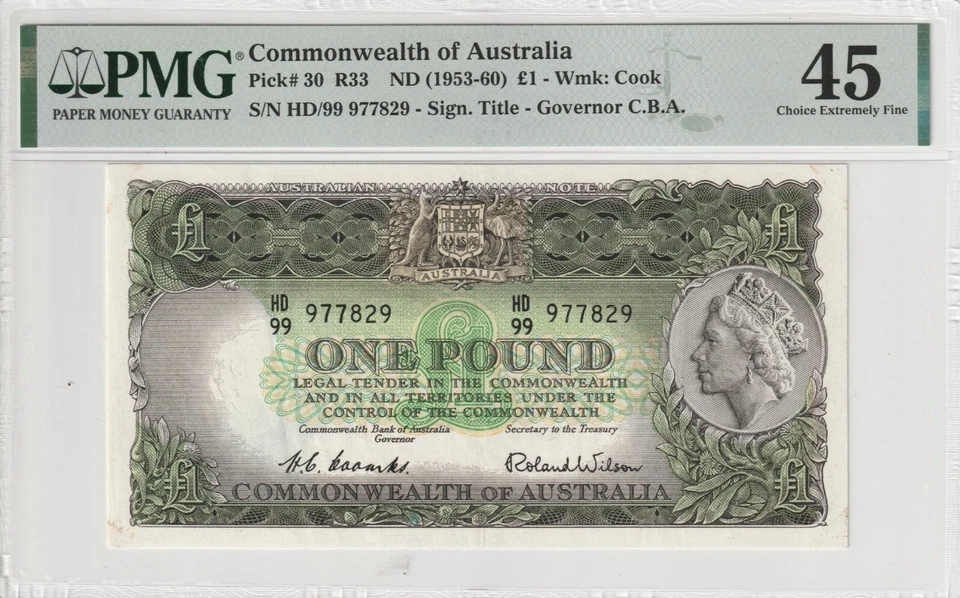 PMG®
PAPER MONEY GUARANTY
Commonwealth of Australia
Pick# 30 R33 ND (1953-60) £1 - Wmk: Cook
S/N HD/99 977829 - Sign. Title - Governor C.B.A.
45
Choice Extremely Fine
AUSTRALIAN NOTE
£1 £1
AUSTRALIA
HD 99 977829 HD 99 977829
ONE POUND
LEGAL TENDER IN THE COMMONWEALTH
AND IN ALL TERRITORIES UNDER THE
CONTROL OF THE COMMONWEALTH
Commonwealth Bank of Australia
Governor
Secretary to the Treasury
H.C. Coombs. Roland Wilson
£1 £1
COMMONWEALTH OF AUSTRALIA